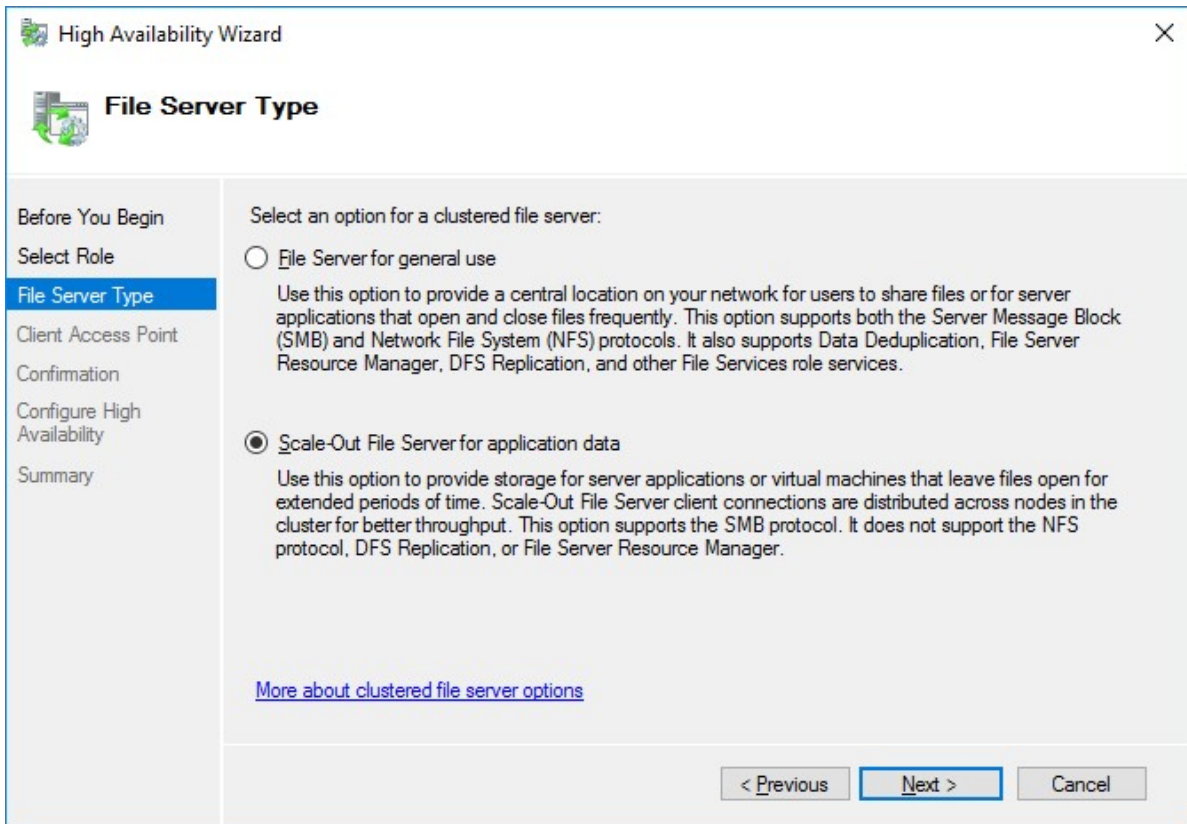 High Availability Wizard
File Server Type
Before You Begin
Select Role
File Server Type
Client Access Point
Confirmation
Configure High
Availability
Summary
Select an option for a clustered file server:
File Server for general use
Use this option to provide a central location on your network for users to share files or for server
applications that open and close files frequently. This option supports both the Server Message Block
(SMB) and Network File System (NFS) protocols. It also supports Data Deduplication, File Server
Resource Manager, DFS Replication, and other File Services role services.
Scale-Out File Server for application data
Use this option to provide storage for server applications or virtual machines that leave files open for
extended periods of time. Scale-Out File Server client connections are distributed across nodes in the
cluster for better throughput. This option supports the SMB protocol. It does not support the NFS
protocol, DFS Replication, or File Server Resource Manager.
More about clustered file server options
< Previous
Next >
Cancel